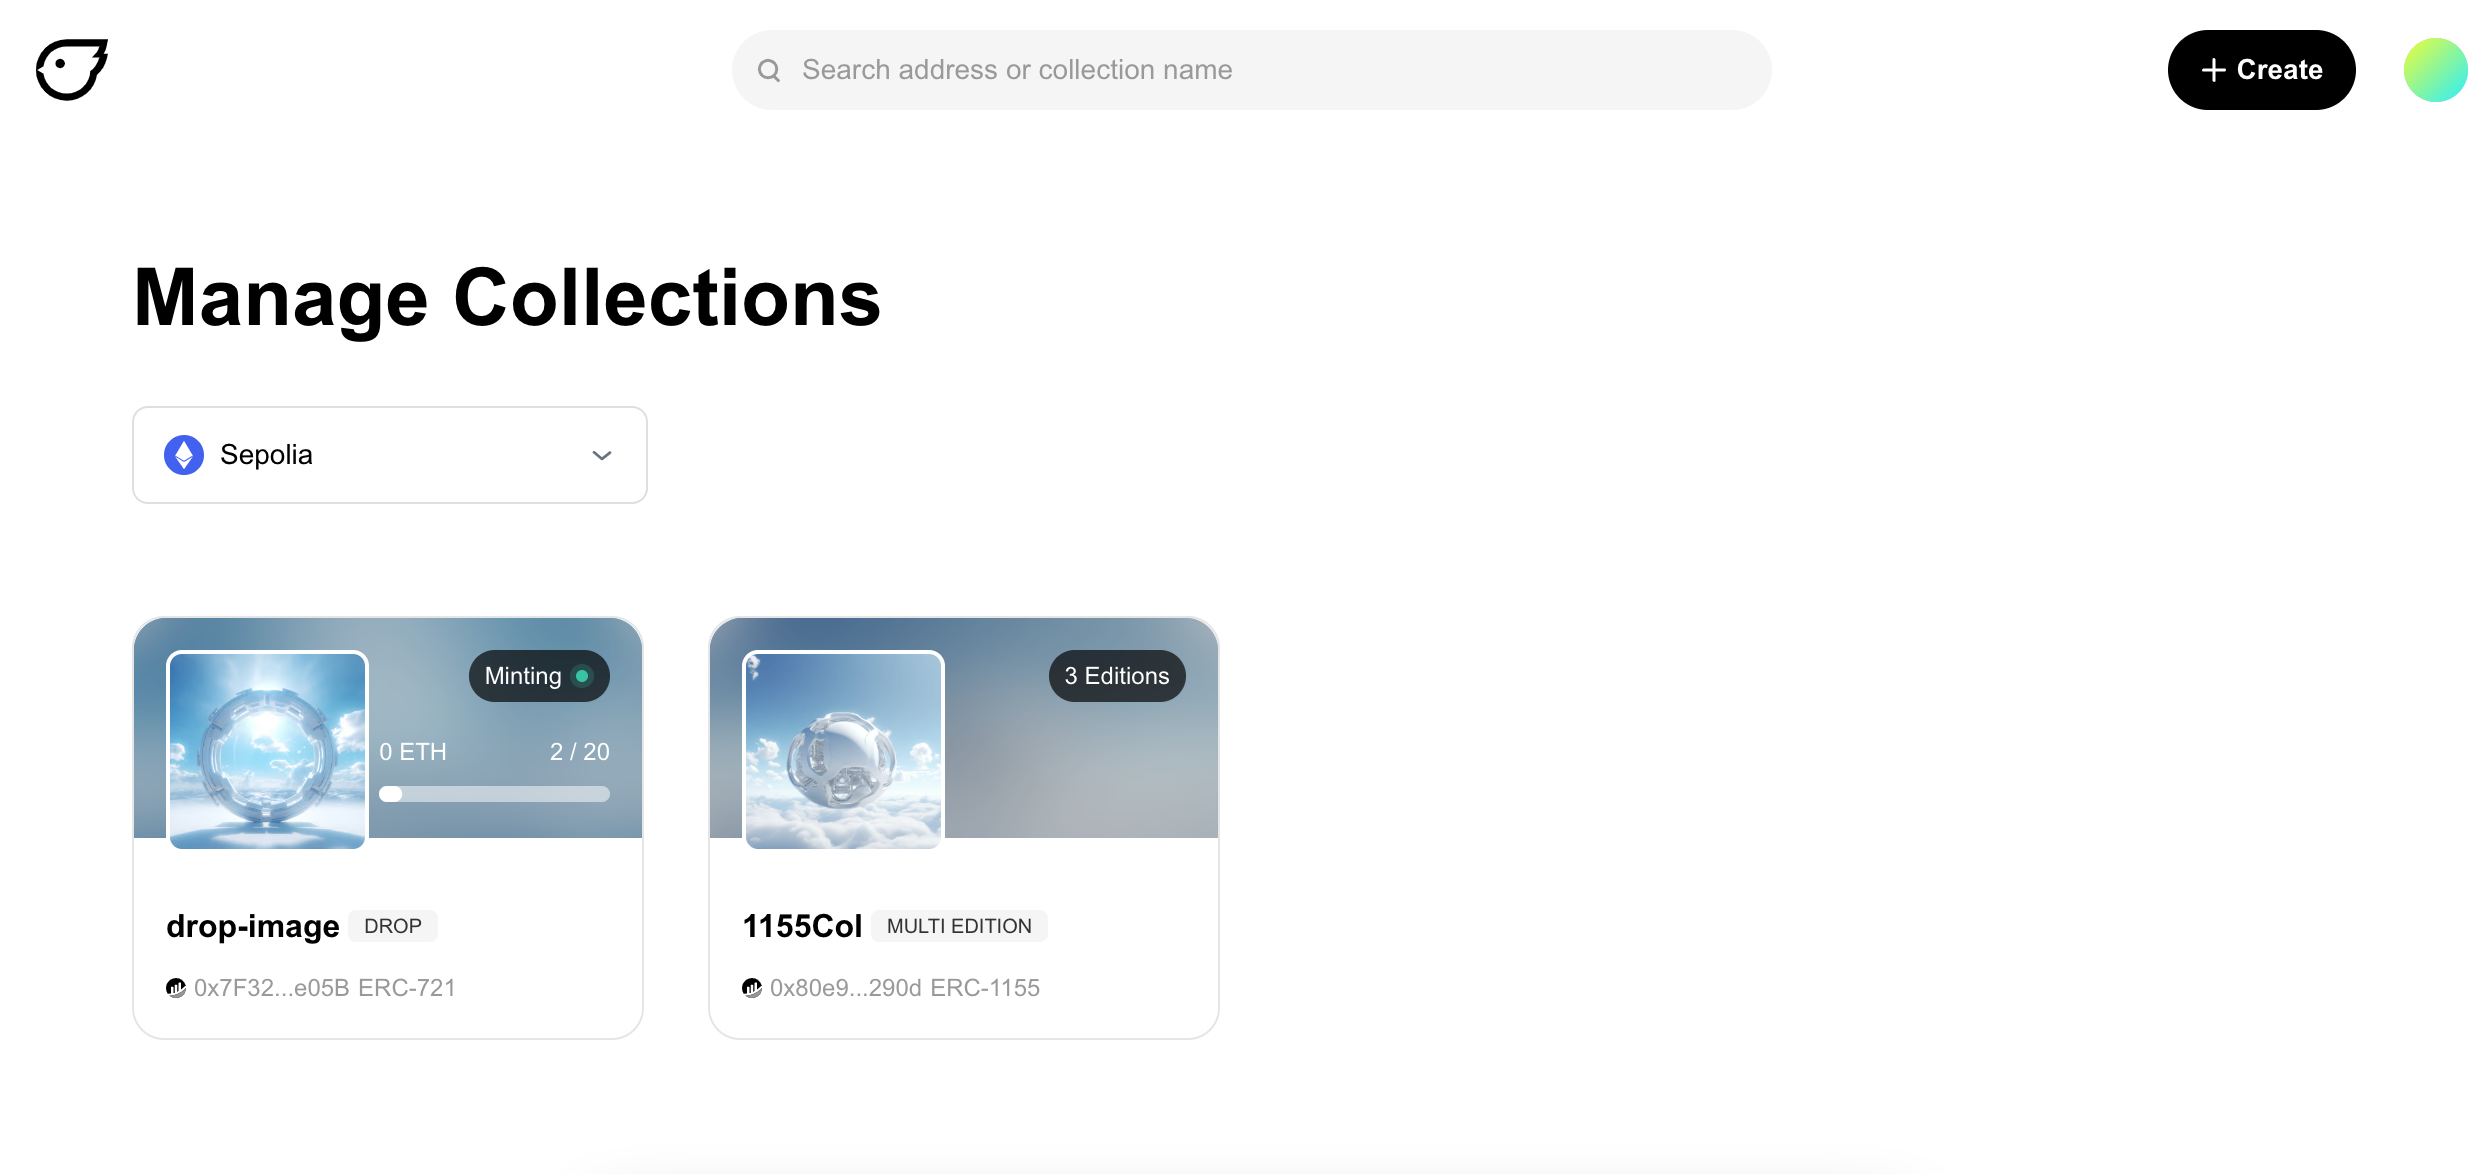 Search address or collection name
Create
Manage Collections
Sepolia
Minting
0 ETH 2 / 20
drop-image DROP
0x7F32...e05B ERC-721
3 Editions
1155Col MULTI EDITION
0x80e9...290d ERC-1155